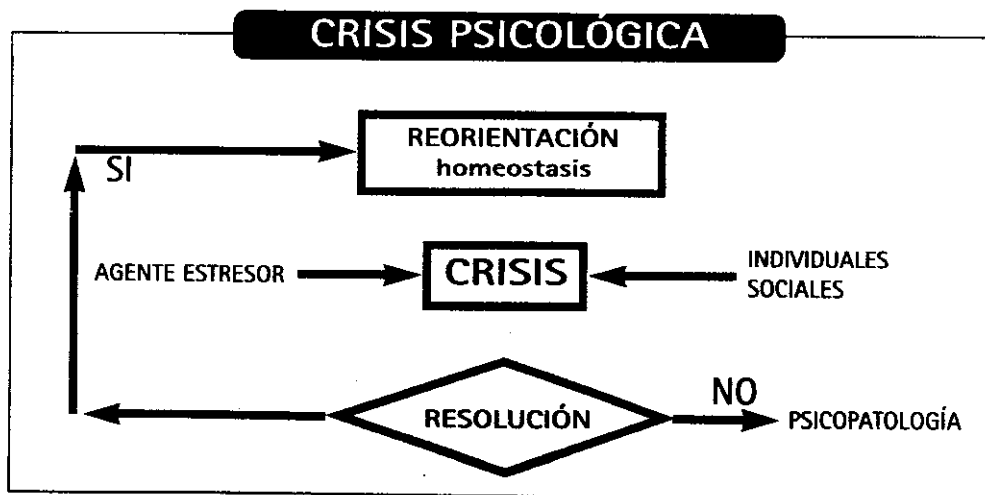 CRISIS PSICOLÓGICA
REORIENTACIÓN
homeostasis
SI
AGENTE ESTRESOR
CRISIS
INDIVIDUALES
SOCIALES
RESOLUCIÓN
NO
PSICOPATOLOGÍA